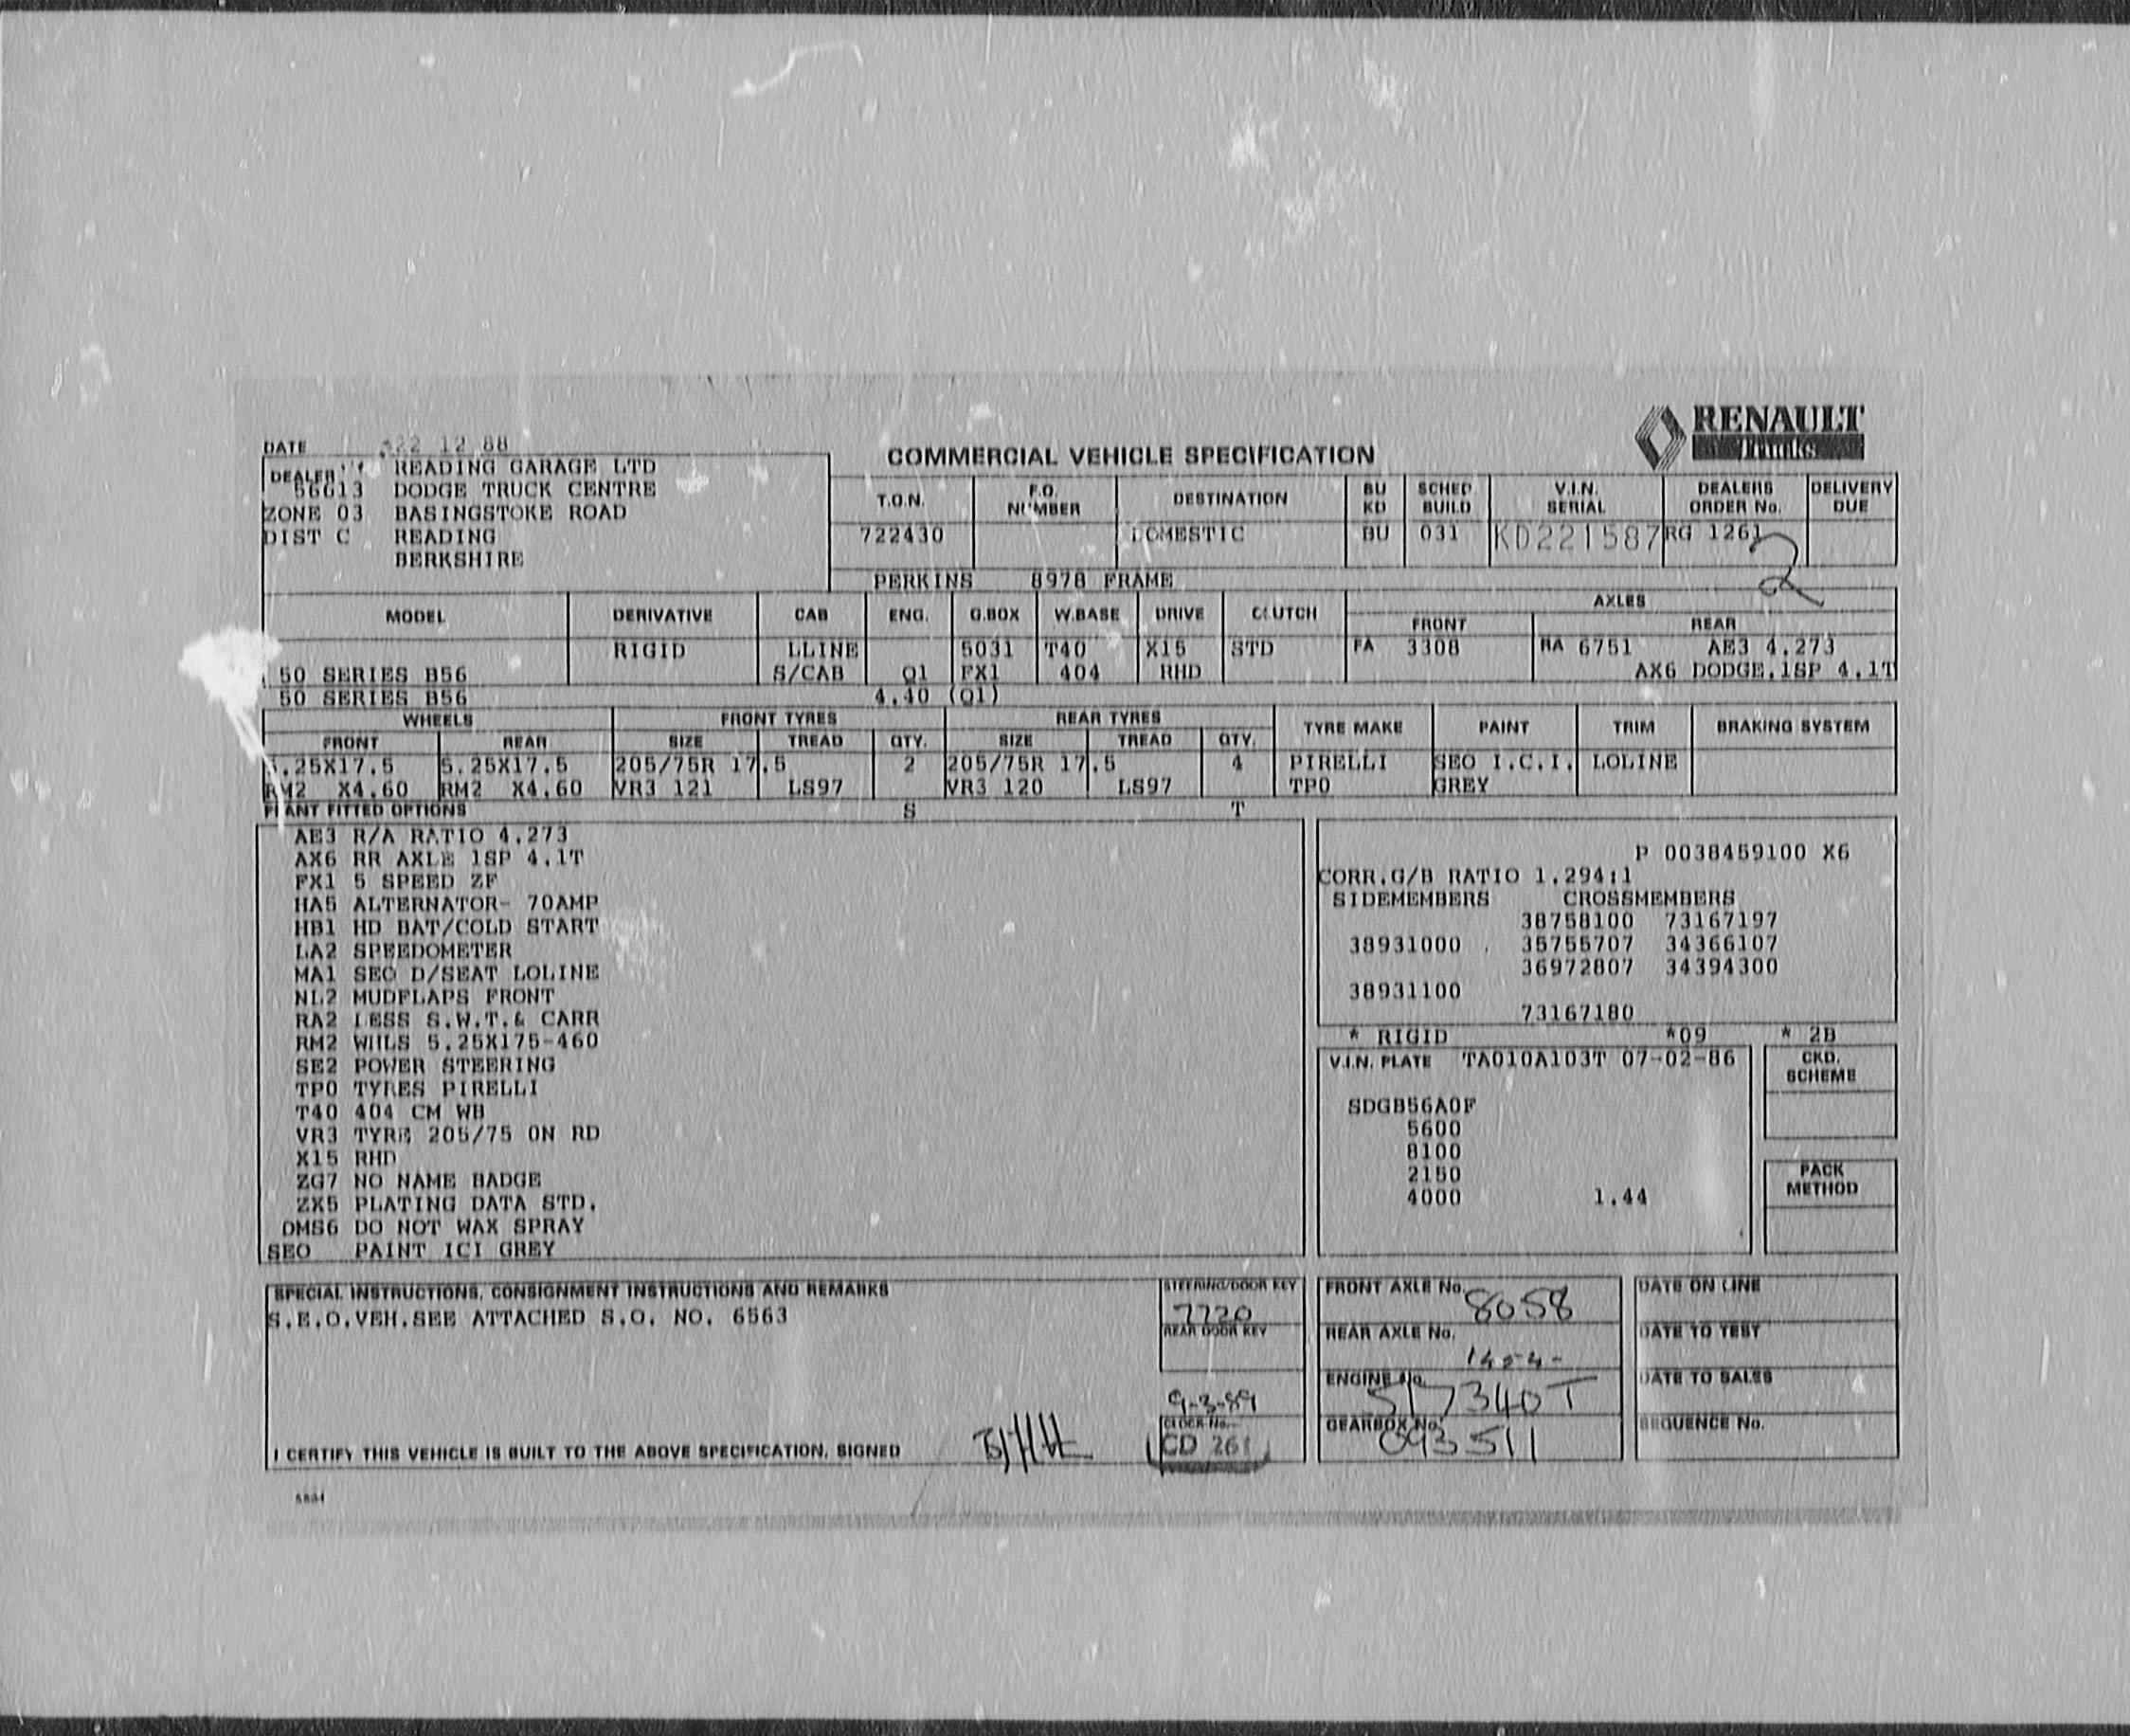 RENAULT
Trucks
DATE 22 12 88
COMMERCIAL VEHICLE SPECIFICATION
DEALER READING GARAGE LTD
56613 DODGE TRUCK CENTRE
ZONE 03 BASINGSTOKE ROAD
DIST C READING
BERKSHIRE
T.O.N. F.O. NUMBER DESTINATION BU KD SCHED BUILD V.I.N. SERIAL DEALERS ORDER No. DELIVERY DUE
722430 DOMESTIC BU 031 KD221587 RG 1261
2
PERKINS 8978 FRAME
MODEL DERIVATIVE CAB ENG. G.BOX W.BASE DRIVE CLUTCH AXLES
FRONT REAR
RIGID LLINE 5031 T40 X15 STD FA 3308 RA 6751 AE3 4.273
50 SERIES B56 S/CAB Q1 FX1 404 RHD AX6 DODGE.1SP 4.1T
50 SERIES B56 4.40 (Q1)
WHEELS FRONT TYRES REAR TYRES TYRE MAKE PAINT TRIM BRAKING SYSTEM
FRONT REAR SIZE TREAD QTY. SIZE TREAD QTY.
5.25X17.5 5.25X17.5 205/75R 17.5 2 205/75R 17.5 4 PIRELLI SEO I.C.I. LOLINE
RM2 X4.60 RM2 X4.60 VR3 121 LS97 VR3 120 LS97 TPO GREY
PLANT FITTED OPTIONS S T
AE3 R/A RATIO 4.273
AX6 RR AXLE 1SP 4.1T
FX1 5 SPEED ZF
HA5 ALTERNATOR- 70AMP
HB1 HD BAT/COLD START
LA2 SPEEDOMETER
MA1 SEO D/SEAT LOLINE
NL2 MUDFLAPS FRONT
RA2 LESS S.W.T.& CARR
RM2 WHLS 5.25X175-460
SE2 POWER STEERING
TPO TYRES PIRELLI
T40 404 CM WB
VR3 TYRE 205/75 ON RD
X15 RHD
ZG7 NO NAME BADGE
ZX5 PLATING DATA STD.
DMS6 DO NOT WAX SPRAY
SEO PAINT ICI GREY
P 0038459100 X6
CORR.G/B RATIO 1.294:1
SIDEMEMBERS CROSSMEMBERS
38758100 73167197
38931000 35755707 34366107
36972807 34394300
38931100
73167180
* RIGID *09 * 2B
V.I.N. PLATE TA010A103T 07-02-86
CKD. SCHEME
SDGB56A0F
5600
8100
2150
4000 1.44
PACK METHOD
SPECIAL INSTRUCTIONS, CONSIGNMENT INSTRUCTIONS AND REMARKS
S.E.O.VEH.SEE ATTACHED S.O. NO. 6563
I CERTIFY THIS VEHICLE IS BUILT TO THE ABOVE SPECIFICATION. SIGNED
STEERING/DOOR KEY
7720
REAR DOOR KEY
9-3-89
CLOCK No.
CD 261
FRONT AXLE No. 8058
REAR AXLE No.
ENGINE No. 517340T
GEARBOX No. 093511
DATE ON LINE
DATE TO TEST
DATE TO SALES
SEQUENCE No.